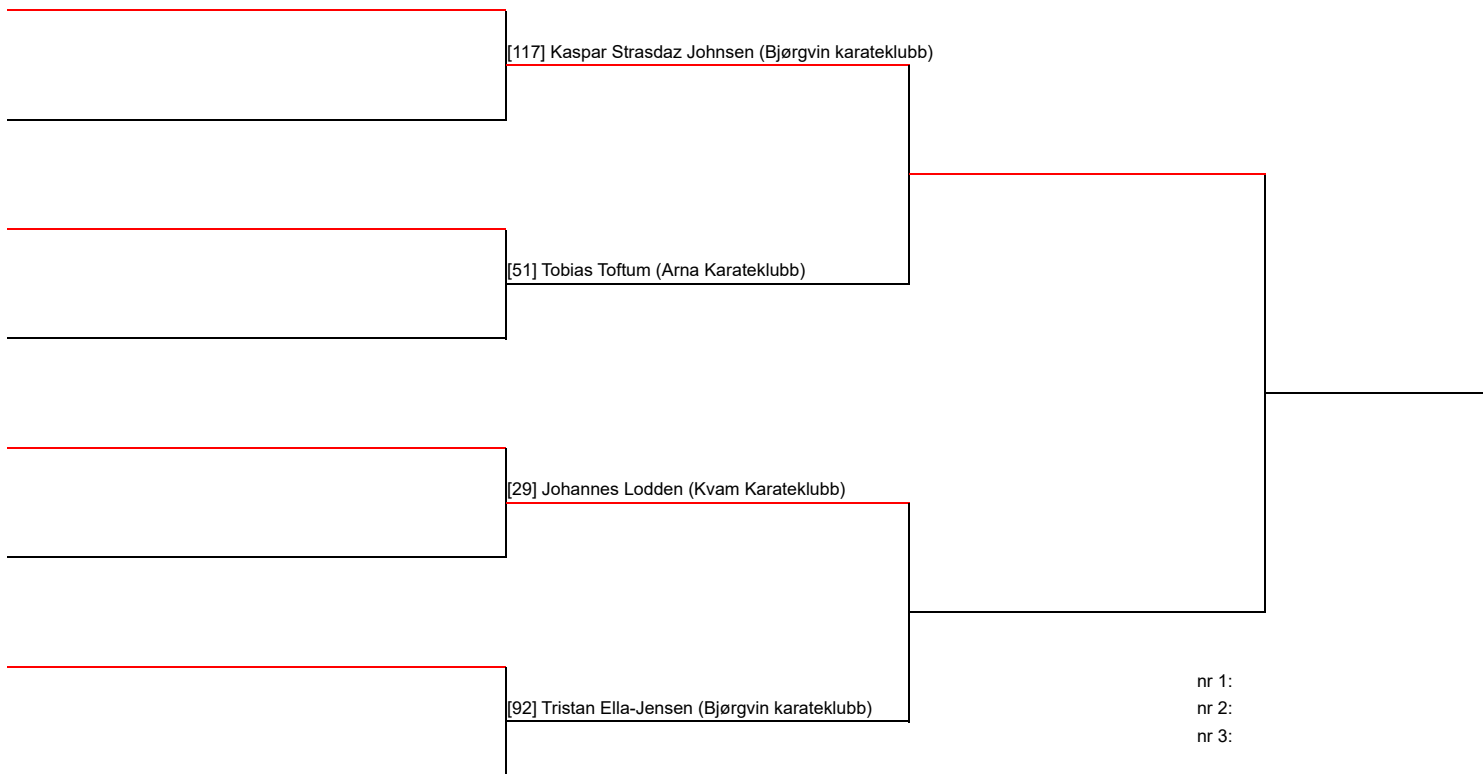 [117] Kaspar Strasdaz Johnsen (Bjørgvin karateklubb)
[51] Tobias Toftum (Arna Karateklubb)
[29] Johannes Lodden (Kvam Karateklubb)
[92] Tristan Ella-Jensen (Bjørgvin karateklubb)
nr 1:
nr 2:
nr 3: